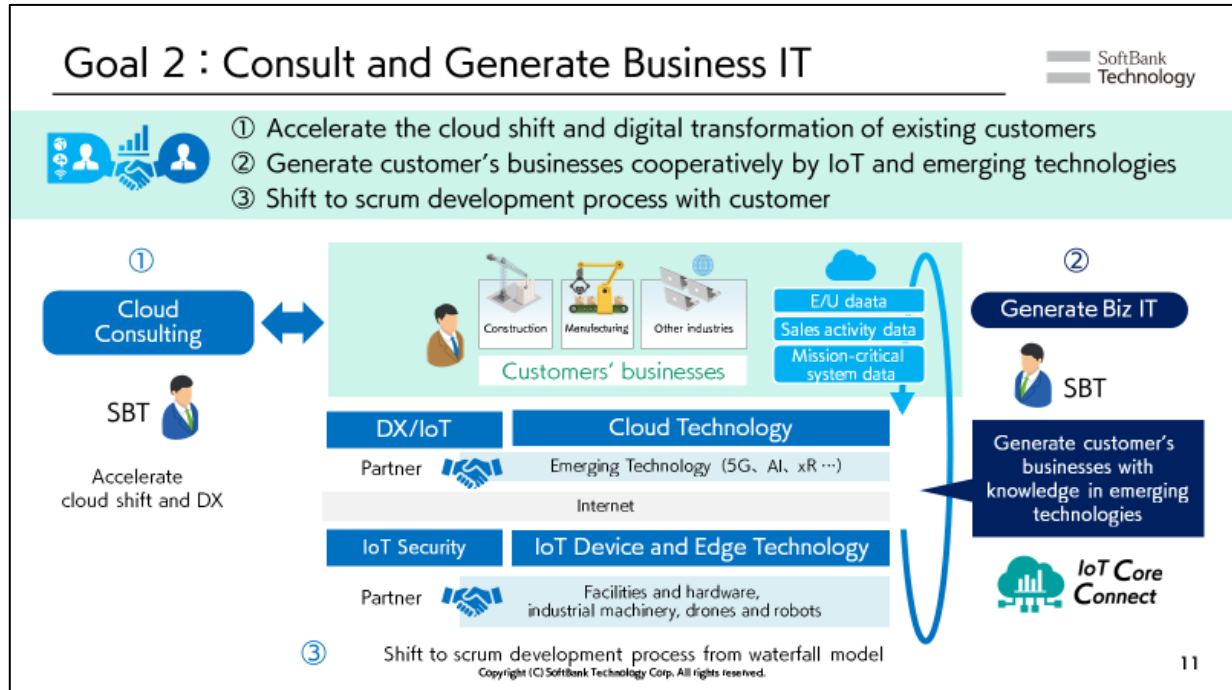 Goal 2：Consult and Generate Business IT
SoftBank
Technology
① Accelerate the cloud shift and digital transformation of existing customers
② Generate customer's businesses cooperatively by IoT and emerging technologies
③ Shift to scrum development process with customer
①
Cloud
Consulting
SBT
Accelerate
cloud shift and DX
Construction
Manufecturing
Other industries
Customers' businesses
E/U daata
Sales activity data
Mission-critical
system data
DX/IoT
Cloud Technology
Partner
Emerging Technology（5G、AI、xR…）
Internet
IoT Security
IoT Device and Edge Technology
Partner
Facilities and hardware,
industrial machinery, drones and robots
②
Generate Biz IT
SBT
Generate customer's
businesses with
knowledge in emerging
technologies
IoT Core
Connect
③ Shift to scrum development process from waterfall model
Copyright (C) SoftBank Technology Corp. All rights reserved.
11